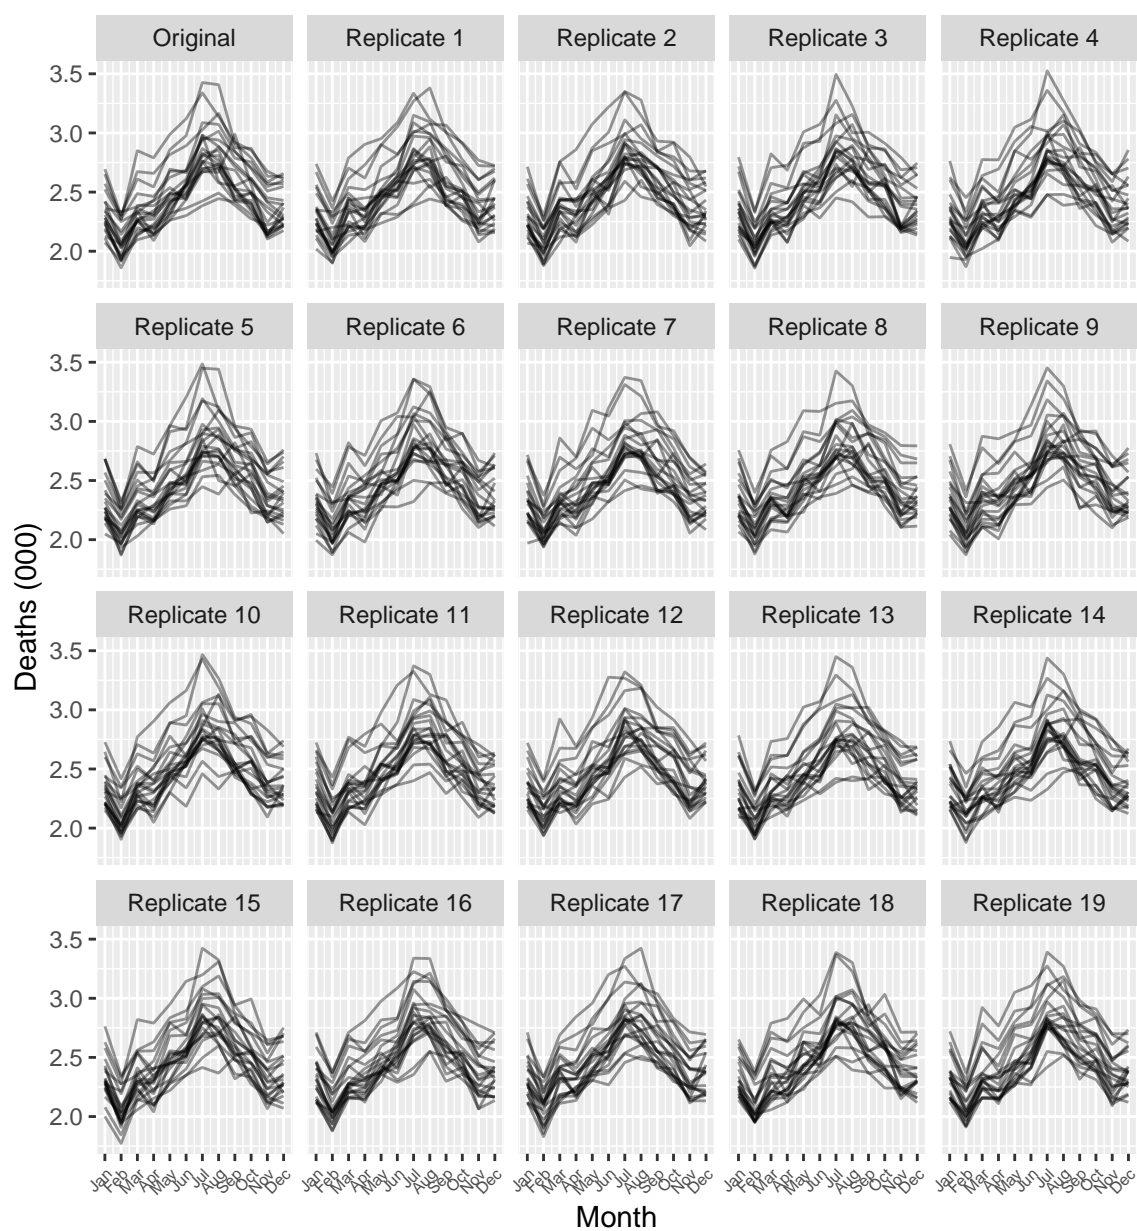 Original Replicate 1 Replicate 2 Replicate 3 Replicate 4
3.5
3.0
2.5
2.0
Replicate 5 Replicate 6 Replicate 7 Replicate 8 Replicate 9
3.5
3.0
2.5
2.0
Deaths (000)
Replicate 10 Replicate 11 Replicate 12 Replicate 13 Replicate 14
3.5
3.0
2.5
2.0
Replicate 15 Replicate 16 Replicate 17 Replicate 18 Replicate 19
3.5
3.0
2.5
2.0
Jan Feb Mar Apr May Jun Jul Aug Sep Oct Nov Dec Jan Feb Mar Apr May Jun Jul Aug Sep Oct Nov Dec Jan Feb Mar Apr May Jun Jul Aug Sep Oct Nov Dec Jan Feb Mar Apr May Jun Jul Aug Sep Oct Nov Dec Jan Feb Mar Apr May Jun Jul Aug Sep Oct Nov Dec
Month